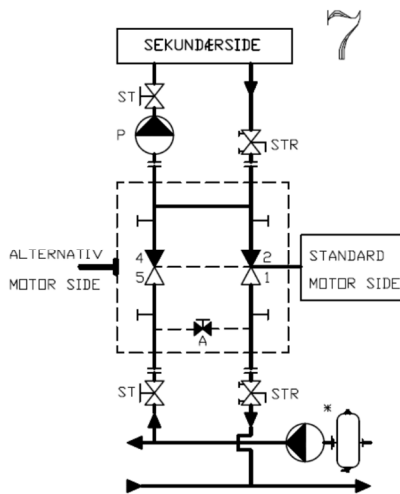 7
SEKUNDÆRSIDE
ST
P
STR
ALTERNATIV
MOTOR SIDE
4
5
2
1
STANDARD
MOTOR SIDE
A
ST
STR
*